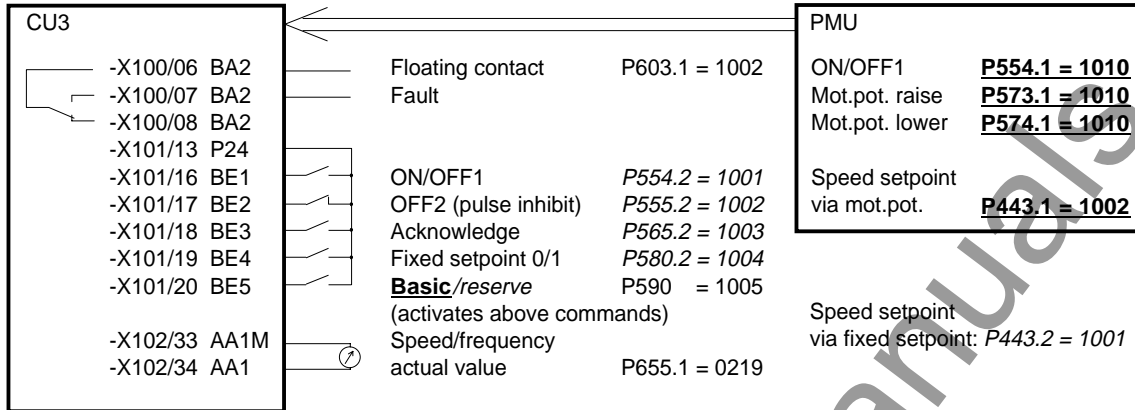 CU3
-X100/06 BA2 Floating contact P603.1 = 1002
-X100/07 BA2 Fault
-X100/08 BA2
-X101/13 P24
-X101/16 BE1 ON/OFF1 P554.2 = 1001
-X101/17 BE2 OFF2 (pulse inhibit) P555.2 = 1002
-X101/18 BE3 Acknowledge P565.2 = 1003
-X101/19 BE4 Fixed setpoint 0/1 P580.2 = 1004
-X101/20 BE5 Basic/reserve P590 = 1005
(activates above commands)
-X102/33 AA1M Speed/frequency
-X102/34 AA1 actual value P655.1 = 0219
PMU
ON/OFF1 P554.1 = 1010
Mot.pot. raise P573.1 = 1010
Mot.pot. lower P574.1 = 1010
Speed setpoint
via mot.pot. P443.1 = 1002
Speed setpoint
via fixed setpoint: P443.2 = 1001
anuals
anuals